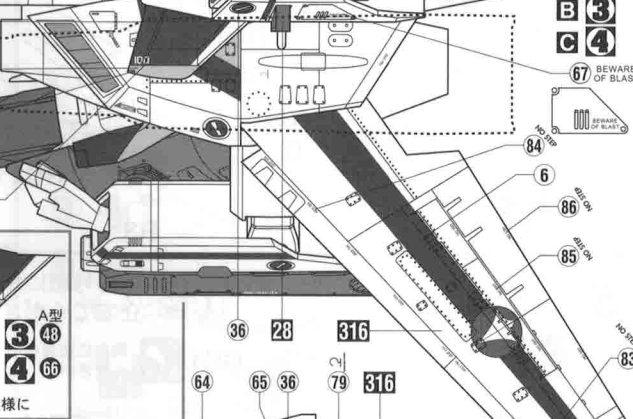 B 3
C 4
67 BEWARE OF BLAS
BEWARE OF BLAST
100
NO STEP
84
6
NO STEP
86
NO STEP
85
NO STEP
83
A型
3 48
4 66
様に
36 28 316
2
64 65 36 79 316